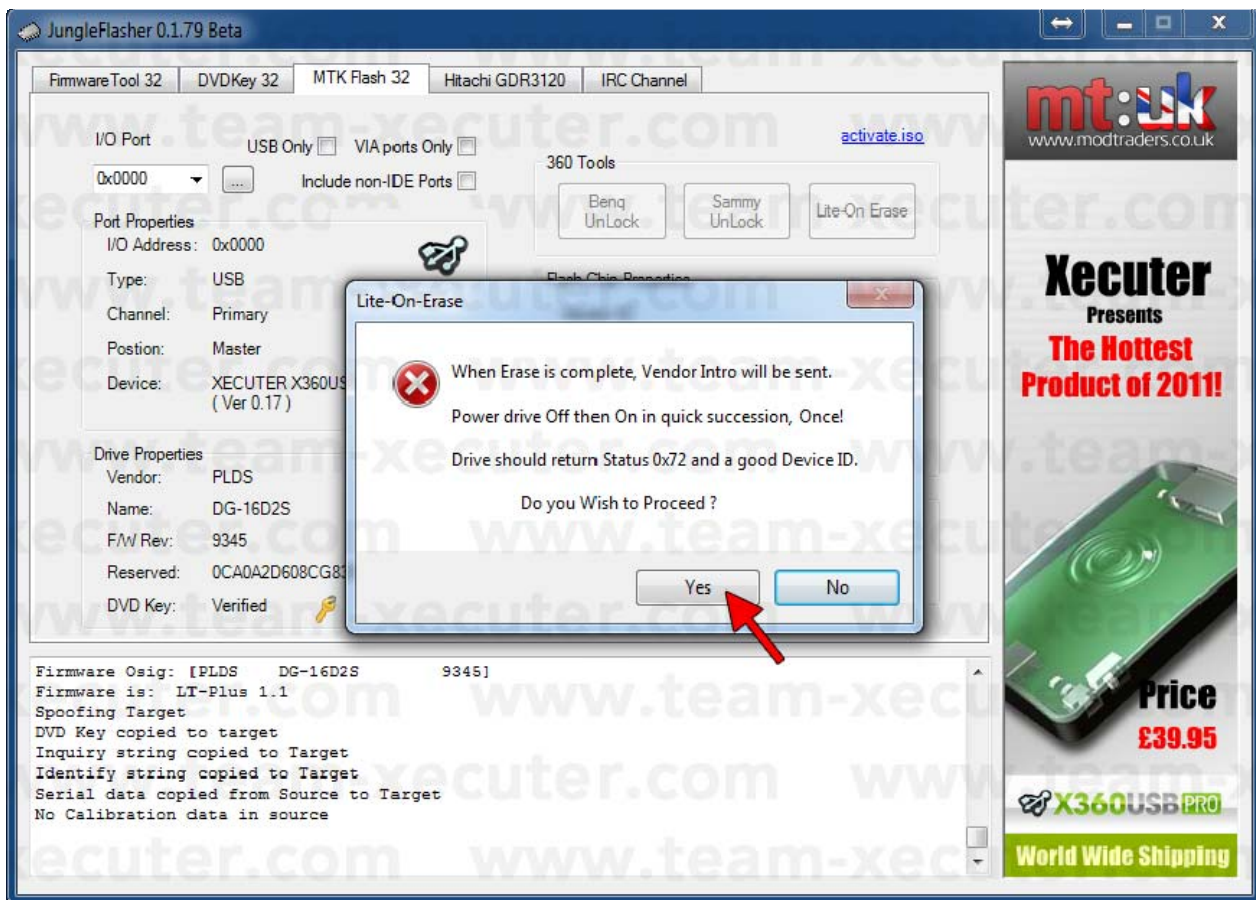 JungleFlasher 0.1.79 Beta
FirmwareTool 32 DVDKey 32 MTK Flash 32 Hitachi GDR3120 IRC Channel
I/O Port USB Only VIA ports Only activate.iso
0x0000 ... Include non-IDE Ports
360 Tools
Benq UnLock Sammy UnLock Lite-On Erase
Port Properties
I/O Address: 0x0000
Type: USB
Channel: Primary
Postion: Master
Device: XECUTER X360US
( Ver 0.17 )
Flash Chip Properties
Drive Properties
Vendor: PLDS
Name: DG-16D2S
F/W Rev: 9345
Reserved: 0CA0A2D608CG83
DVD Key: Verified
Lite-On-Erase
When Erase is complete, Vendor Intro will be sent.
Power drive Off then On in quick succession, Once!
Drive should return Status 0x72 and a good Device ID.
Do you Wish to Proceed ?
Yes No
Firmware Osig: [PLDS DG-16D2S 9345]
Firmware is: LT-Plus 1.1
Spoofing Target
DVD Key copied to target
Inquiry string copied to Target
Identify string copied to Target
Serial data copied from Source to Target
No Calibration data in source
mt:uk
www.modtraders.co.uk
Xecuter
Presents
The Hottest
Product of 2011!
Price
£39.95
X360USB PRO
World Wide Shipping
www.team-xecuter.com